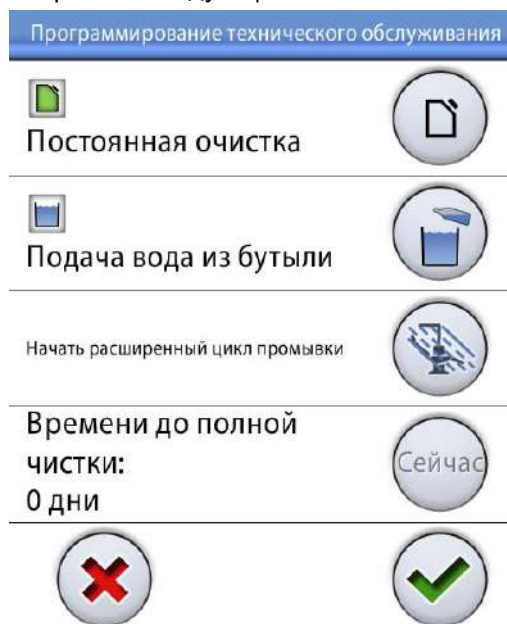 Программирование технического обслуживания
Постоянная очистка
Подача вода из бутыли
Начать расширенный цикл промывки
Времени до полной
чистки:
0 дни
Сейчас